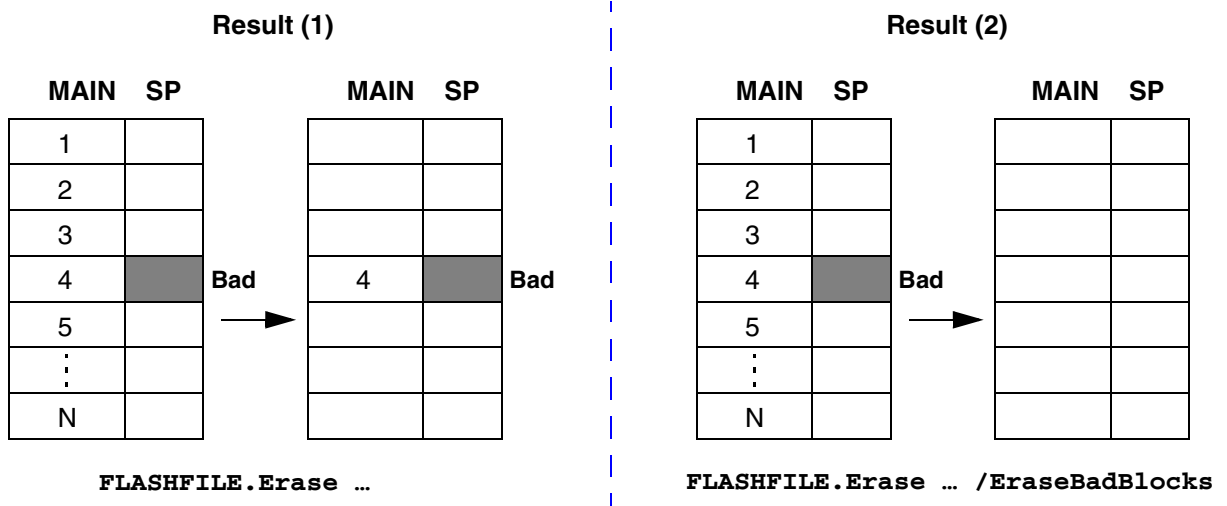 Result (1)
MAIN SP
MAIN SP
1
2
3
4 Bad
4 Bad
5
N
FLASHFILE.Erase …
Result (2)
MAIN SP
MAIN SP
1
2
3
4 Bad
5
N
FLASHFILE.Erase … /EraseBadBlocks